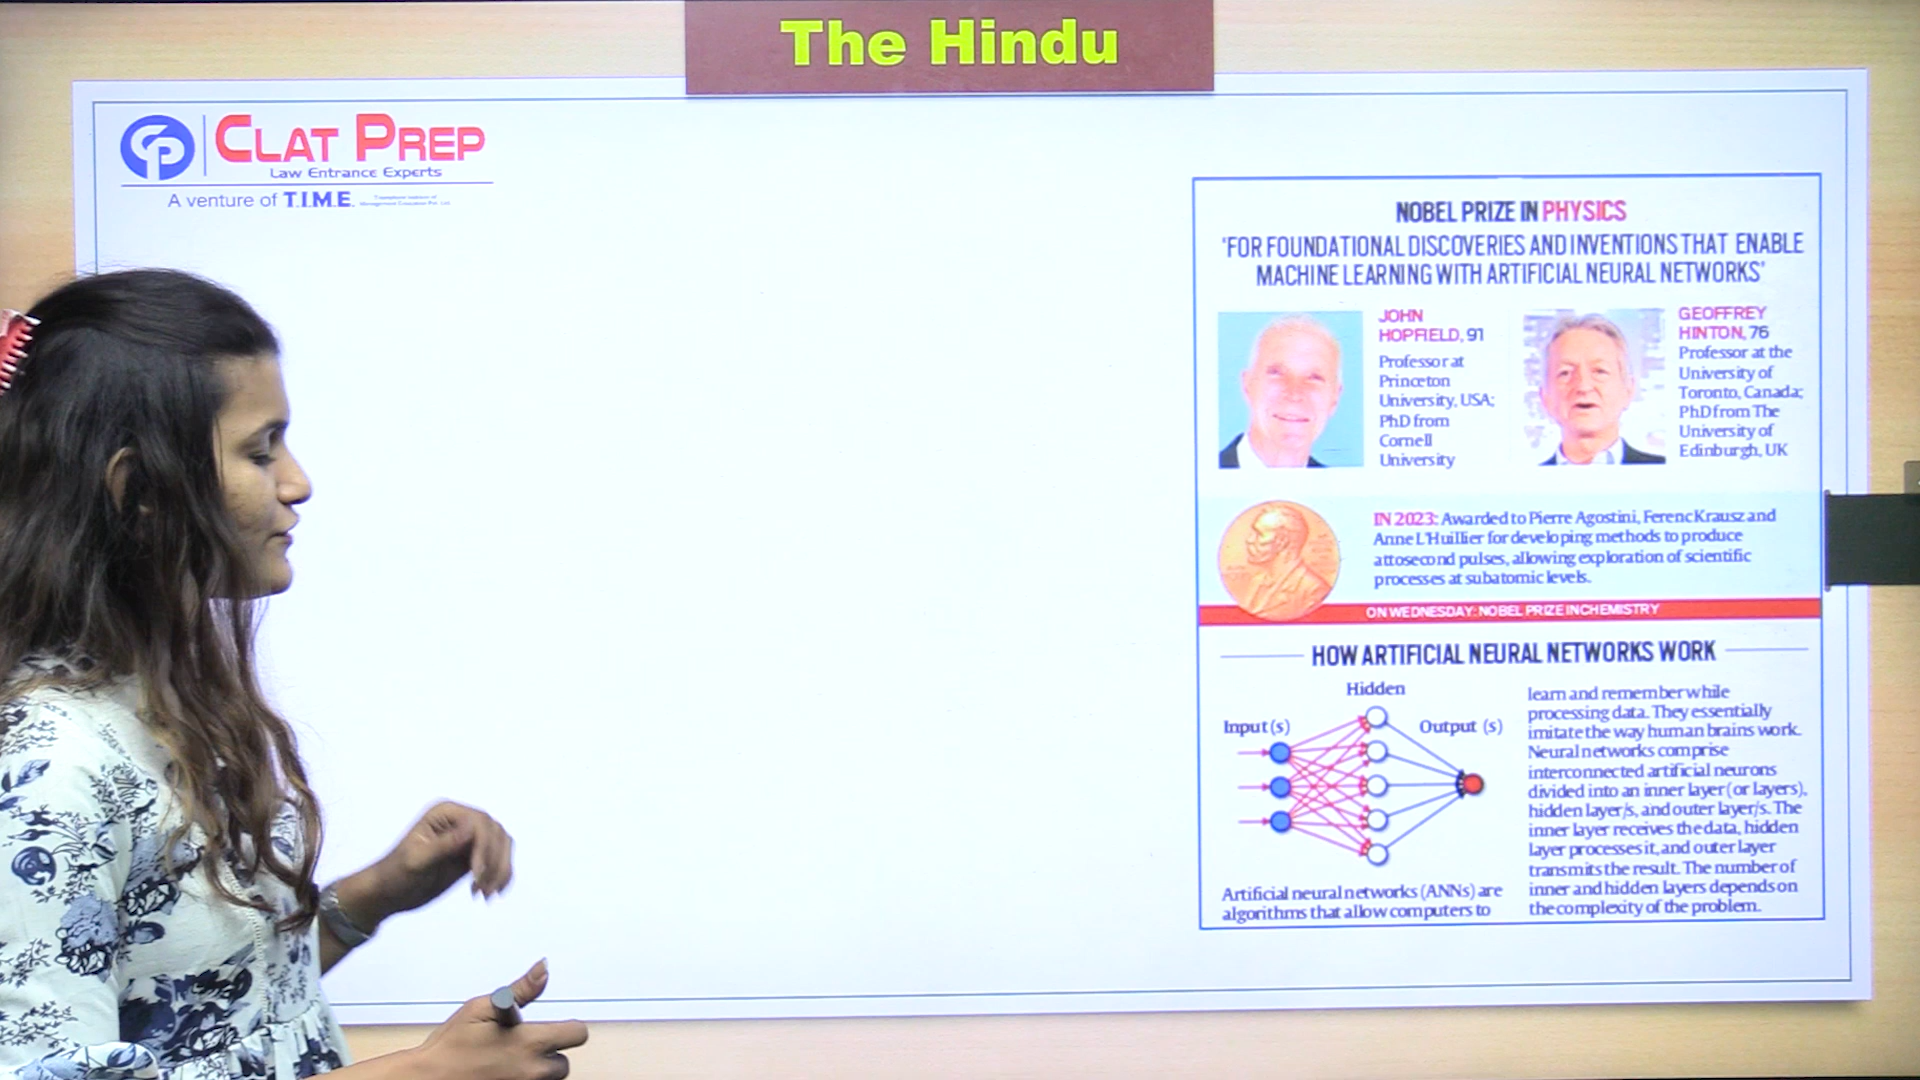 The Hindu
CLAT PREP
Law Entrance Experts
A venture of T.I.M.E.
NOBEL PRIZE IN PHYSICS
'FOR FOUNDATIONAL DISCOVERIES AND INVENTIONS THAT ENABLE
MACHINE LEARNING WITH ARTIFICIAL NEURAL NETWORKS'
JOHN
HOPFIELD, 91
Professor at
Princeton
University, USA;
PhD from
Cornell
University
GEOFFREY
HINTON, 76
Professor at the
University of
Toronto, Canada;
PhD from The
University of
Edinburgh, UK
IN 2023: Awarded to Pierre Agostini, Ferenc Krausz and
Anne L'Huillier for developing methods to produce
attosecond pulses, allowing exploration of scientific
processes at subatomic levels.
ON WEDNESDAY: NOBEL PRIZE IN CHEMISTRY
HOW ARTIFICIAL NEURAL NETWORKS WORK
Hidden
Input (s)
Output (s)
Artificial neural networks (ANNs) are
algorithms that allow computers to
learn and remember while
processing data. They essentially
imitate the way human brains work.
Neural networks comprise
interconnected artificial neurons
divided into an inner layer (or layers),
hidden layer/s, and outer layer/s. The
inner layer receives the data, hidden
layer processes it, and outer layer
transmits the result. The number of
inner and hidden layers depends on
the complexity of the problem.